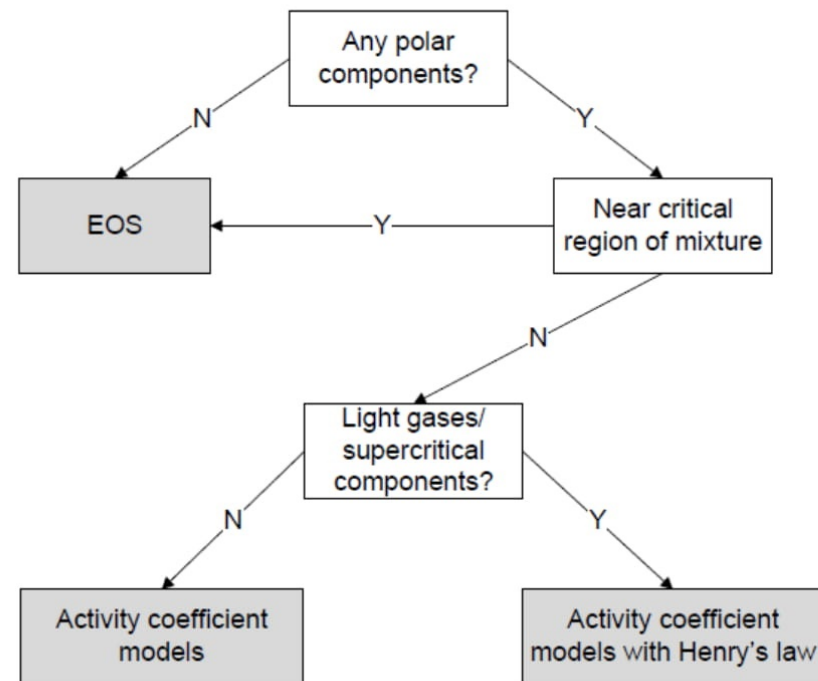 Any polar
components?
N
Y
EOS
Y
Near critical
region of mixture
N
Light gases/
supercritical
components?
N
Y
Activity coefficient
models
Activity coefficient
models with Henry's law